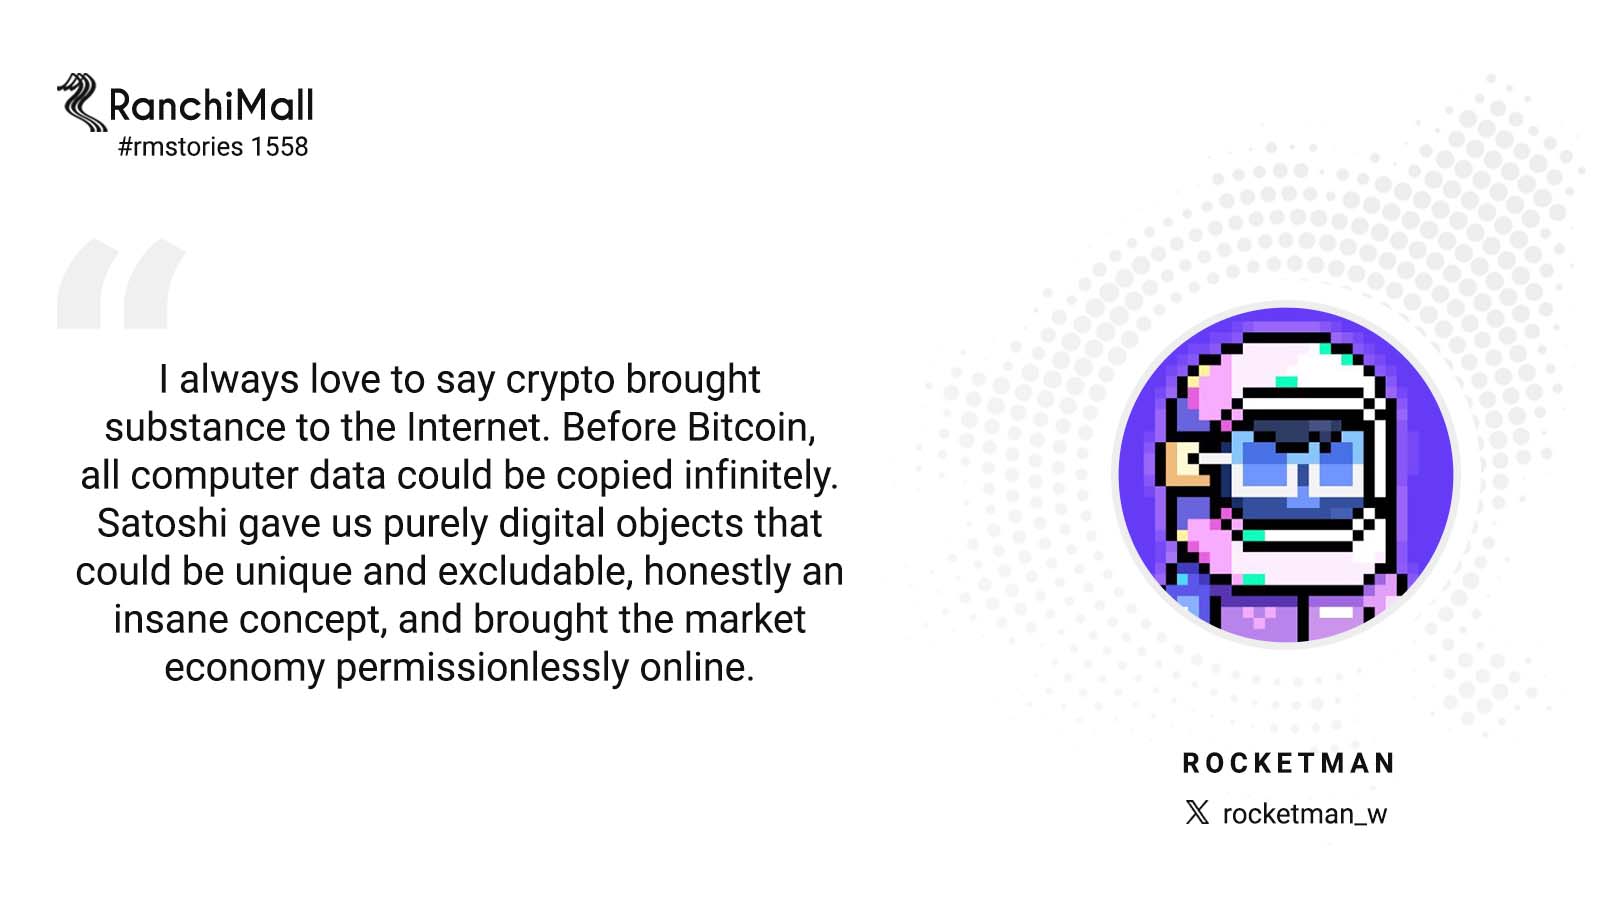 RanchiMall
#rmstories 1558
“
I always love to say crypto brought
substance to the Internet. Before Bitcoin,
all computer data could be copied infinitely.
Satoshi gave us purely digital objects that
could be unique and excludable, honestly an
insane concept, and brought the market
economy permissionlessly online.
ROCKETMAN
𝕏 rocketman_w